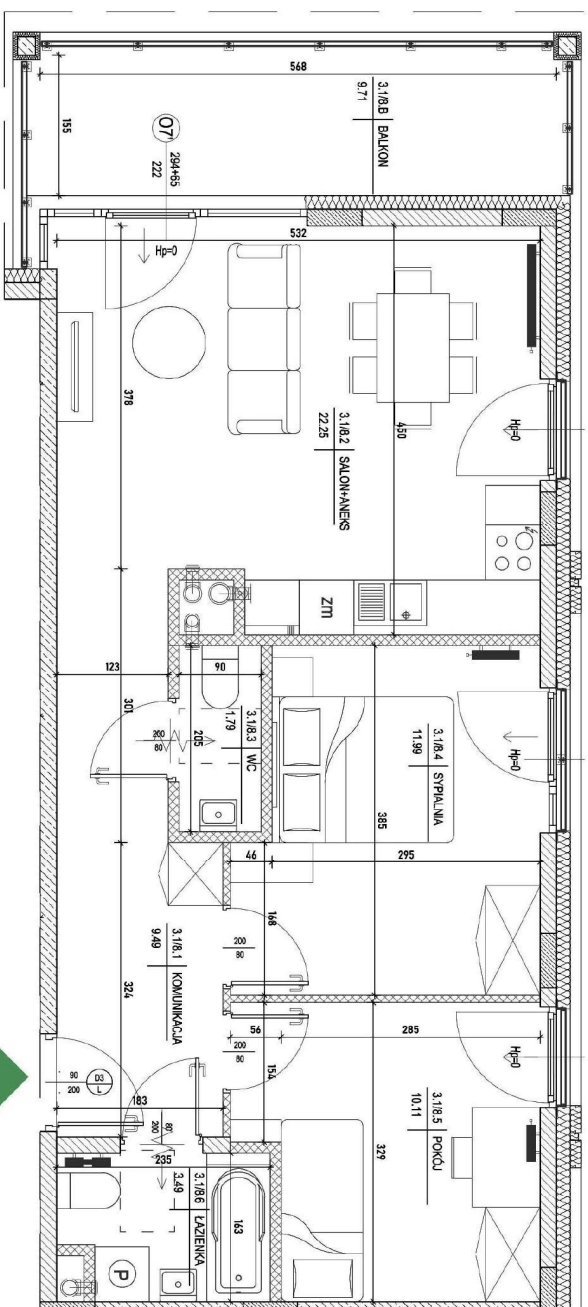 568
155
3.1/8.B BALKON
9.71
O7'
294+65
222
Hp=0
532
378
450
3.1/8.2 SALON+ANEKS
22.25
Hp=0
zm
123
90
301
200
80
205
3.1/8.3 WC
1.79
3.1/8.4 SYPIALNIA
11.99
Hp=0
385
46
295
168
200
80
3.1/8.1 KOMUNIKACJA
9.49
324
56
285
200
80
154
Hp=0
90
200
D3
L
183
80
200
3.1/8.5 POKÓJ
10.11
329
235
3.1/8.6 ŁAZIENKA
3.49
163
P